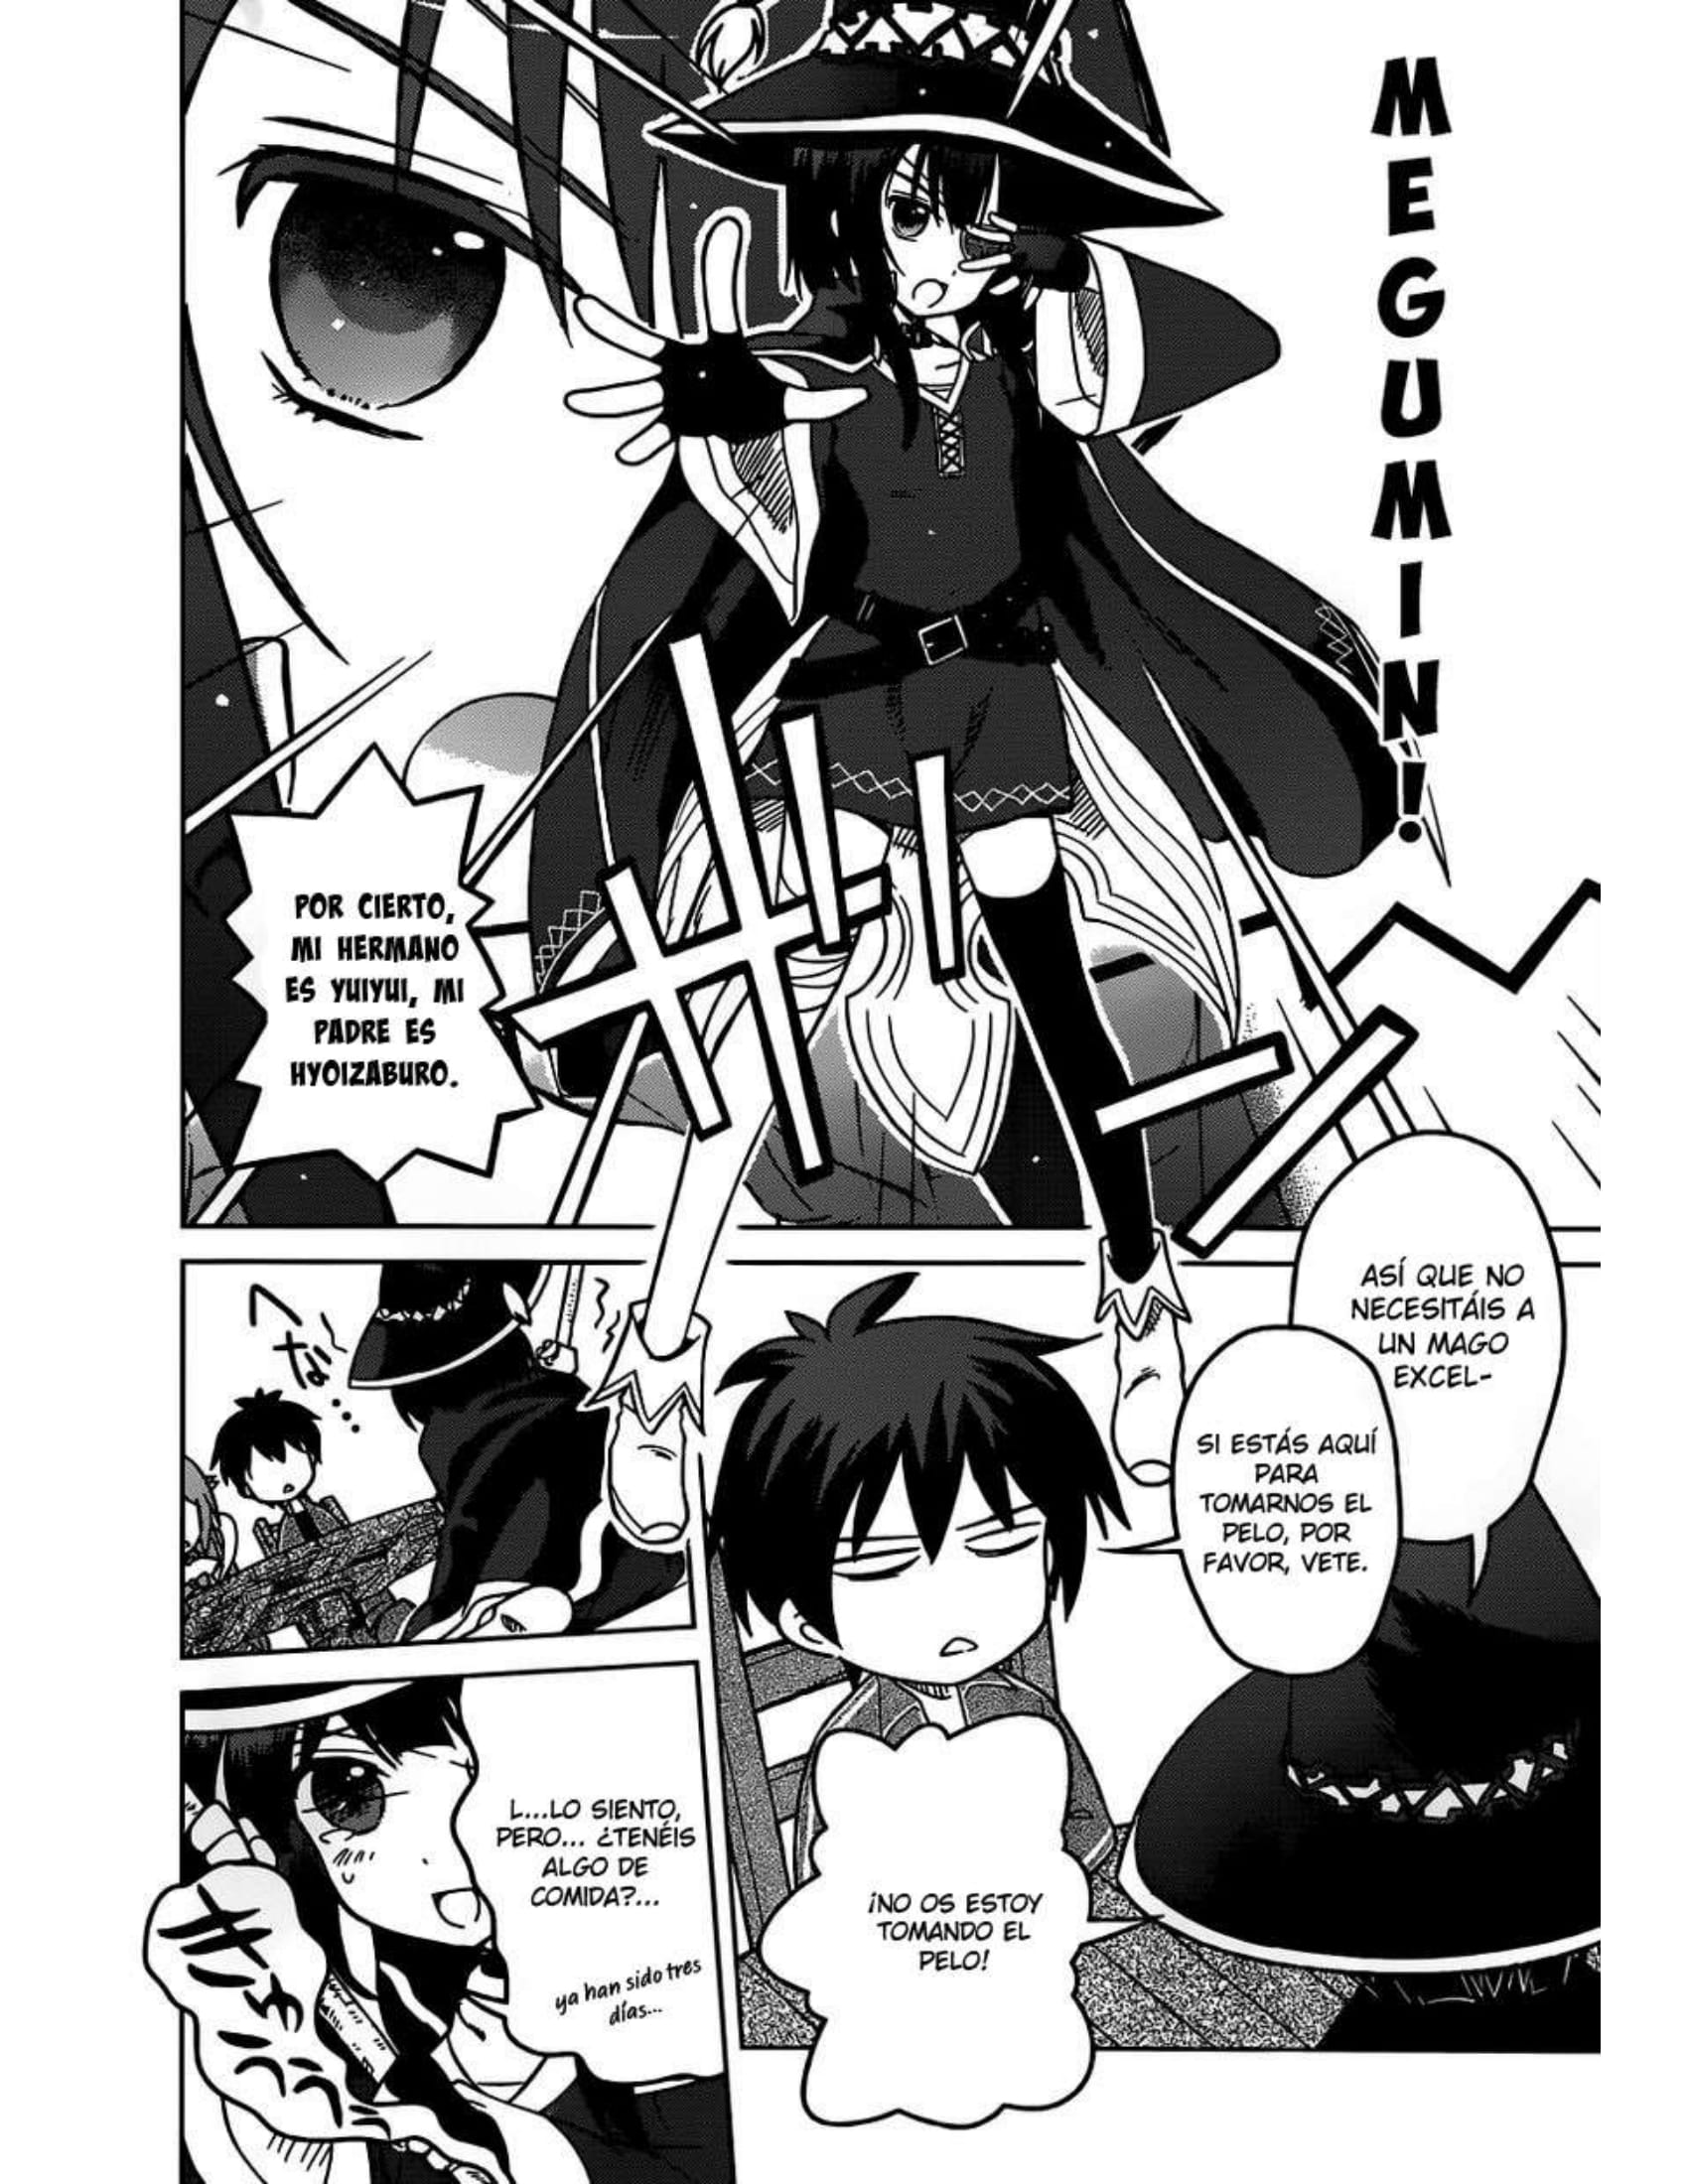 MEGUMIN!
POR CIERTO,
MI HERMANO
ES YUIYUI, MI
PADRE ES
HYOIZABURO.
ASÍ QUE NO
NECESITÁIS A
UN MAGO
EXCEL-
SI ESTÁS AQUÍ
PARA
TOMARNOS EL
PELO, POR
FAVOR, VETE.
¡NO OS ESTOY
TOMANDO EL
PELO!
へなっ…
L...LO SIENTO,
PERO... ¿TENÉIS
ALGO DE
COMIDA?...
ya han sido tres
días...